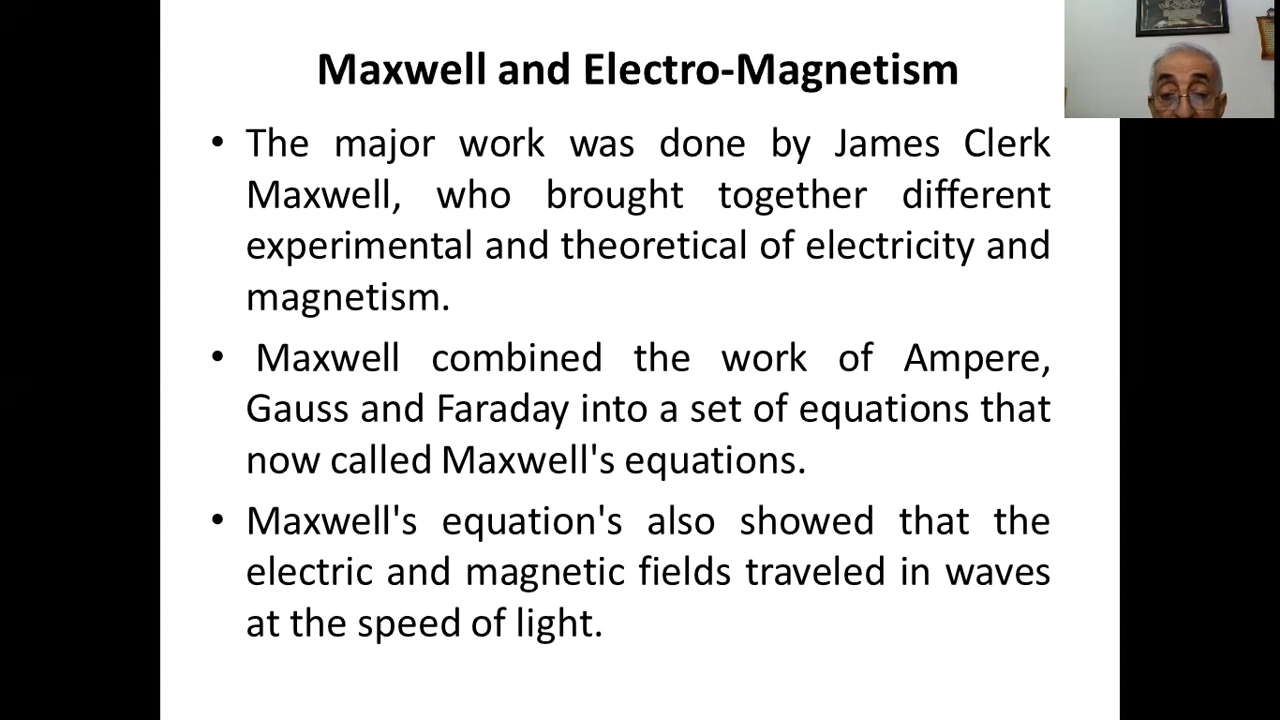 Maxwell and Electro-Magnetism
• The major work was done by James Clerk
Maxwell, who brought together different
experimental and theoretical of electricity and
magnetism.
• Maxwell combined the work of Ampere,
Gauss and Faraday into a set of equations that
now called Maxwell's equations.
• Maxwell's equation's also showed that the
electric and magnetic fields traveled in waves
at the speed of light.